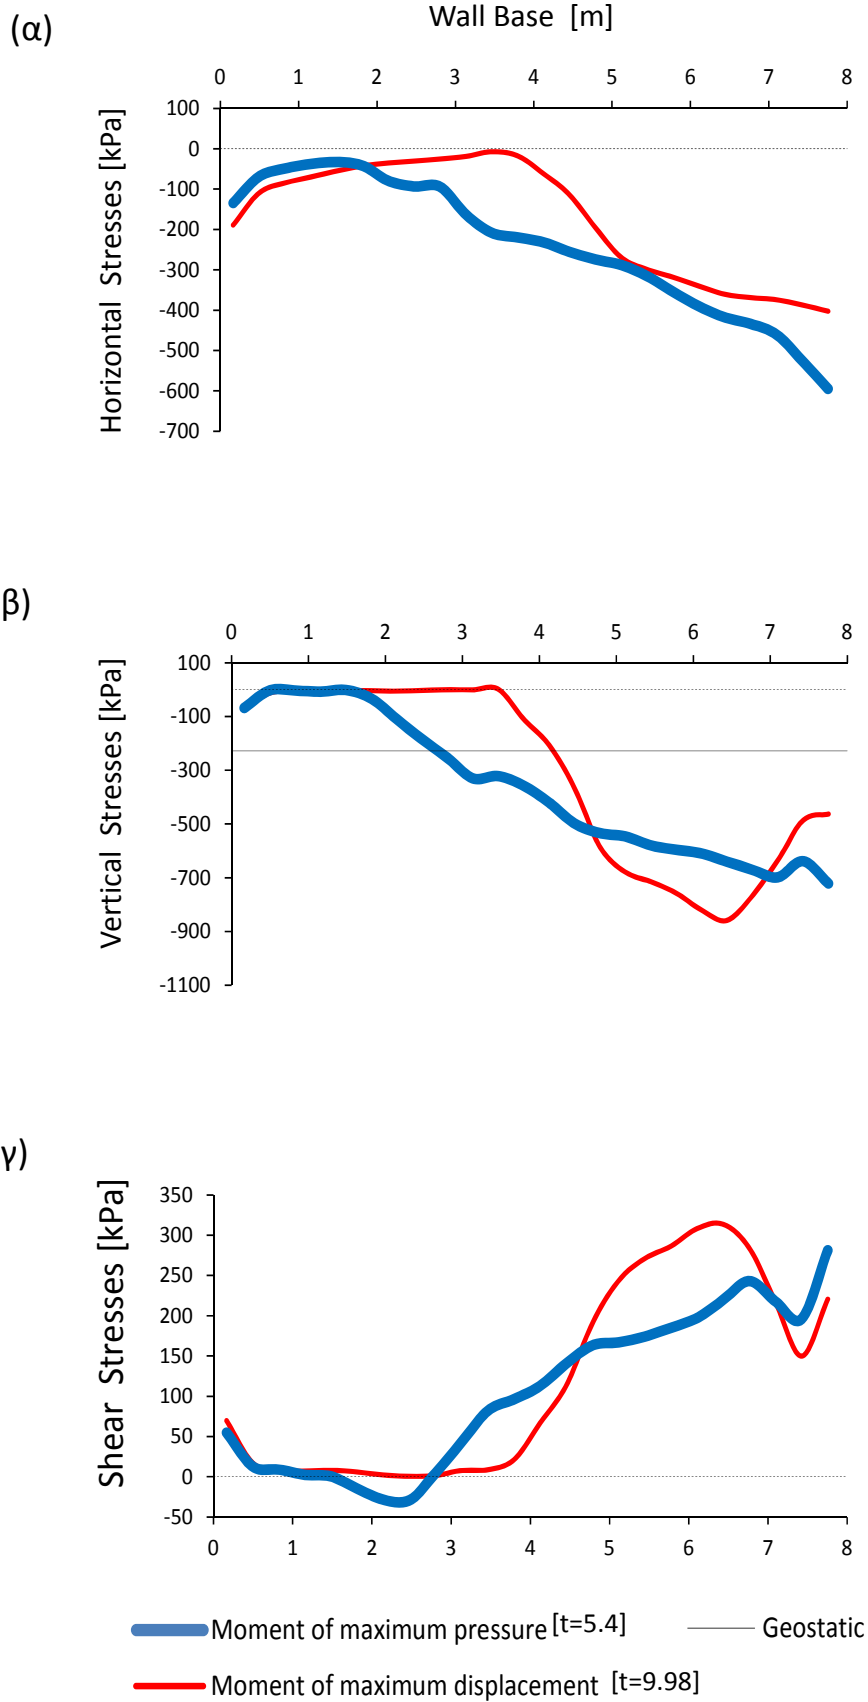 (α)
Wall Base [m]
0 1 2 3 4 5 6 7 8
Horizontal Stresses [kPa]
100
0
-100
-200
-300
-400
-500
-600
-700
β)
0 1 2 3 4 5 6 7 8
Vertical Stresses [kPa]
100
-100
-300
-500
-700
-900
-1100
γ)
Shear Stresses [kPa]
350
300
250
200
150
100
50
0
-50
0 1 2 3 4 5 6 7 8
Moment of maximum pressure [t=5.4] Geostatic
Moment of maximum displacement [t=9.98]